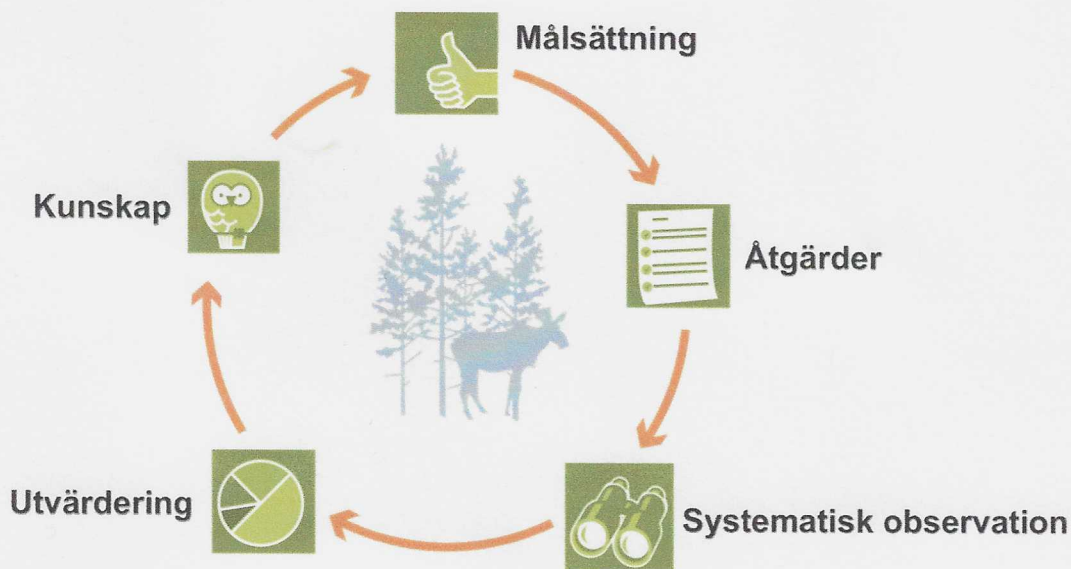 Målsättning
Åtgärder
Systematisk observation
Utvärdering
Kunskap